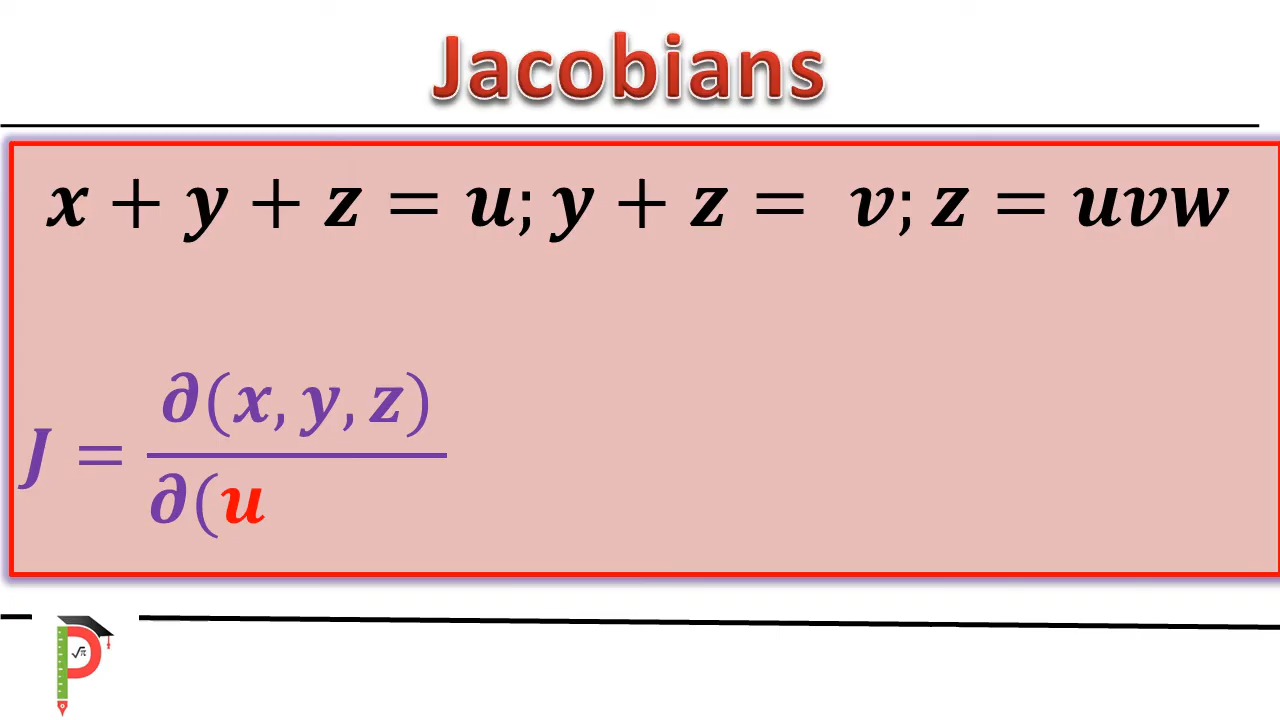 Jacobians
x + y + z = u; y + z = v; z = uvw
∂(x, y, z)
J =
∂(u
√π